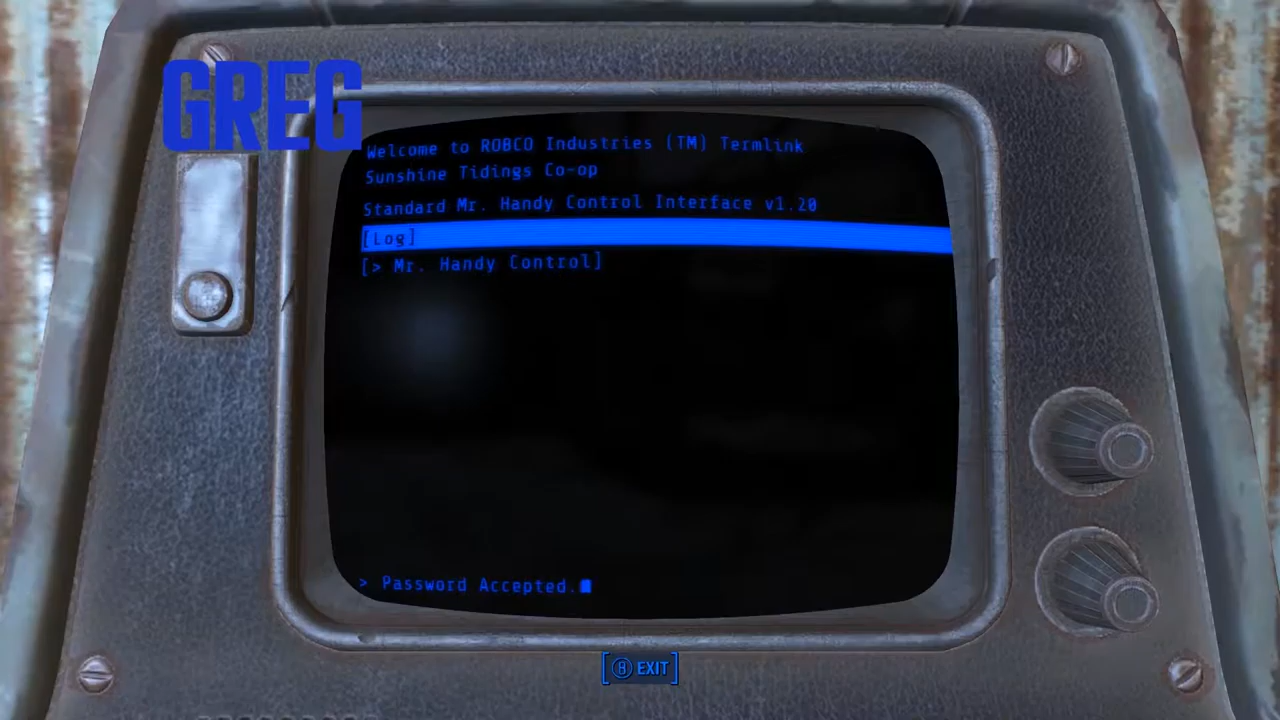 GREG
Welcome to ROBCO Industries (TM) Termlink
Sunshine Tidings Co-op
Standard Mr. Handy Control Interface v1.20
[Log]
[> Mr. Handy Control]
> Password Accepted.
[Ⓑ EXIT]